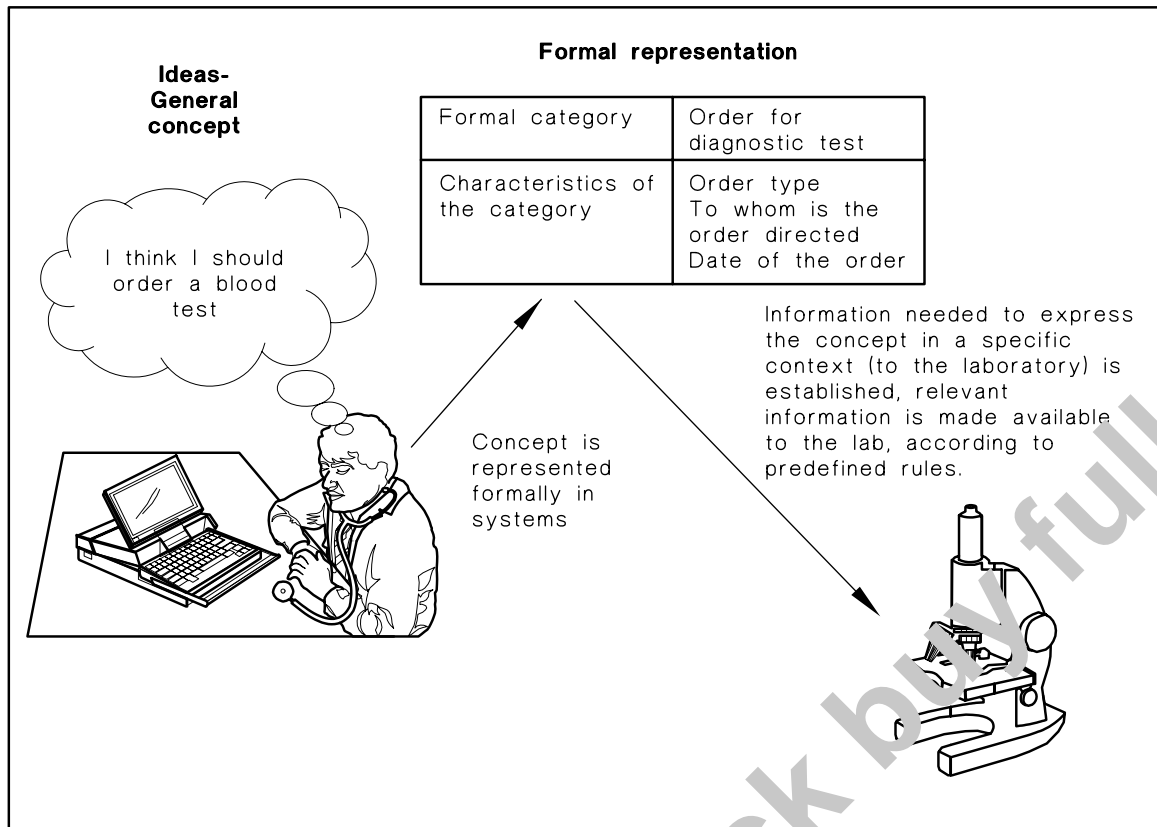 Formal representation
Ideas-
General
concept
Formal category
Order for
diagnostic test
Characteristics of
the category
Order type
To whom is the
order directed
Date of the order
I think I should
order a blood
test
Information needed to express
the concept in a specific
context (to the laboratory) is
established, relevant
information is made available
to the lab, according to
predefined rules.
Concept is
represented
formally in
systems
buy full